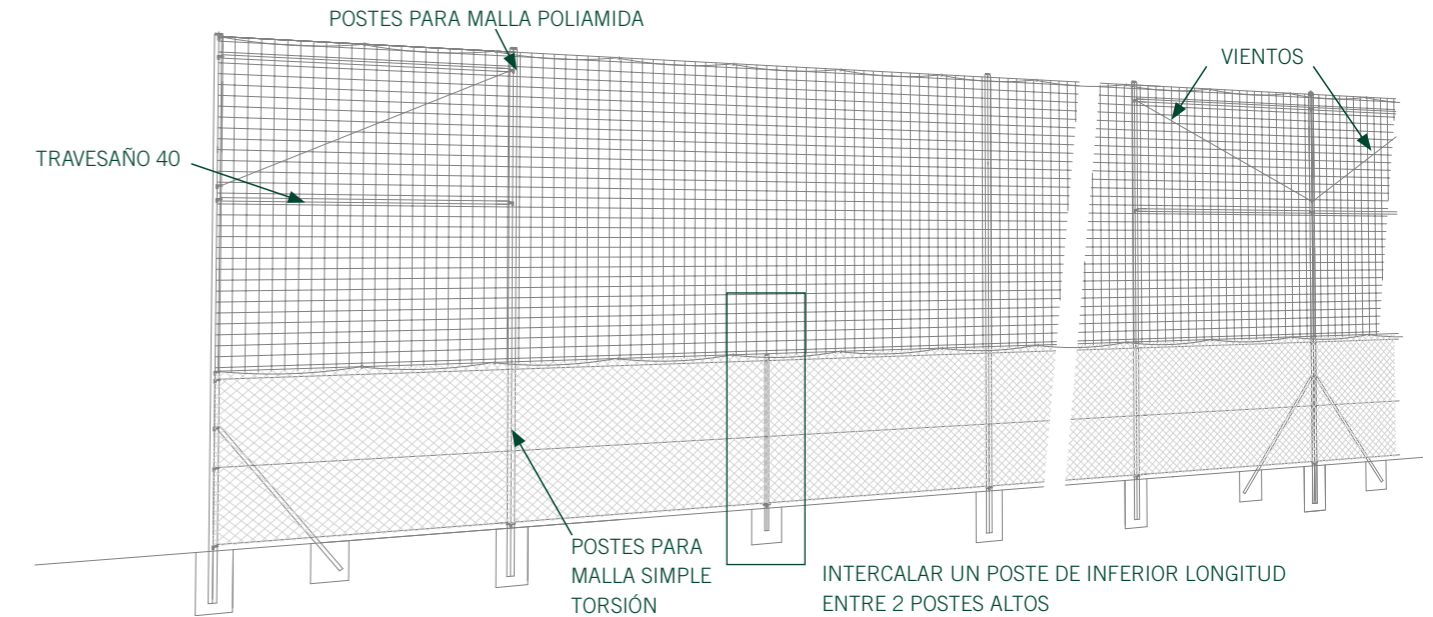 POSTES PARA MALLA POLIAMIDA
VIENTOS
TRAVESAÑO 40
POSTES PARA
MALLA SIMPLE
TORSIÓN
INTERCALAR UN POSTE DE INFERIOR LONGITUD
ENTRE 2 POSTES ALTOS